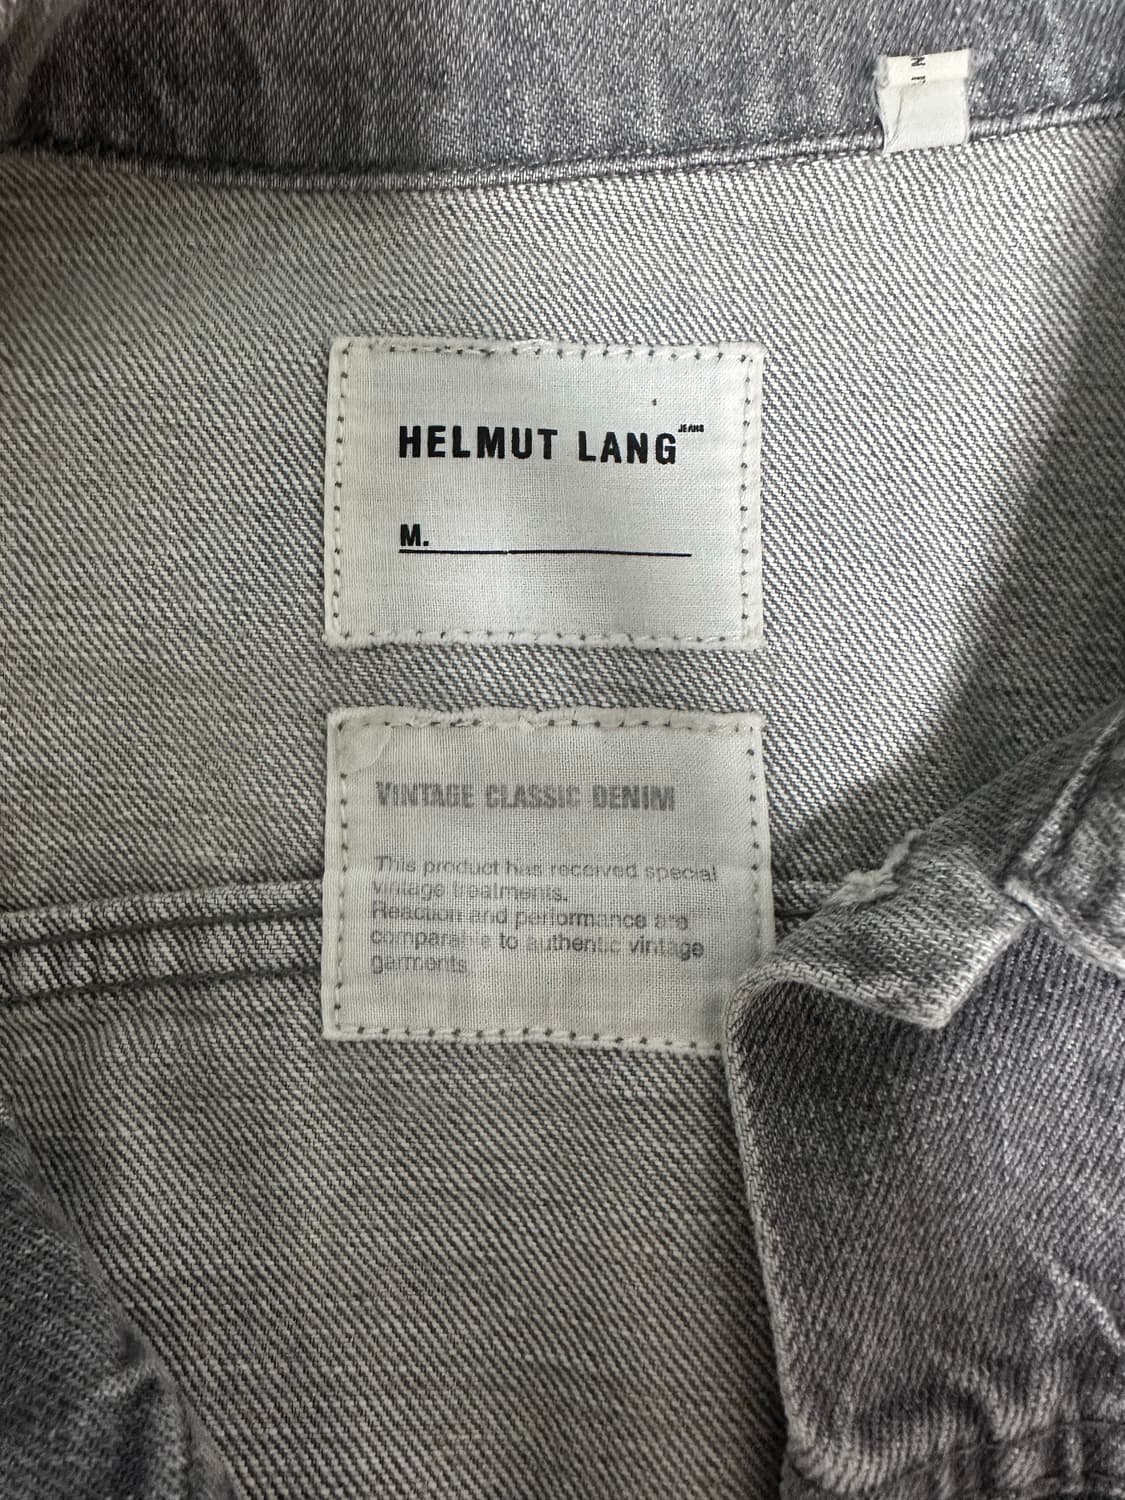 HELMUT LANG JEANS
M.
VINTAGE CLASSIC DENIM
This product has received special
vintage treatments.
Reaction and performance are
comparable to authentic vintage
garments.